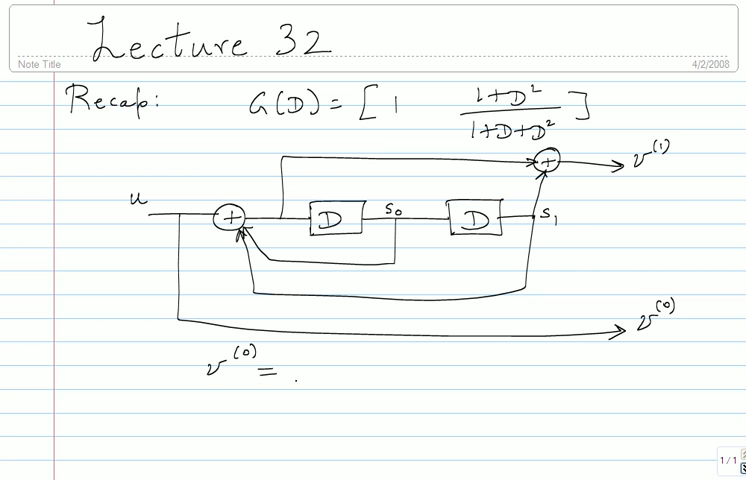 Lecture 32
Note Title
4/2/2008
Recap: G(D) = [ 1 (1+D²)/(1+D+D²) ]
v⁽¹⁾
u + D s₀ D s₁ +
v⁽⁰⁾
v⁽⁰⁾ = .
1 / 1